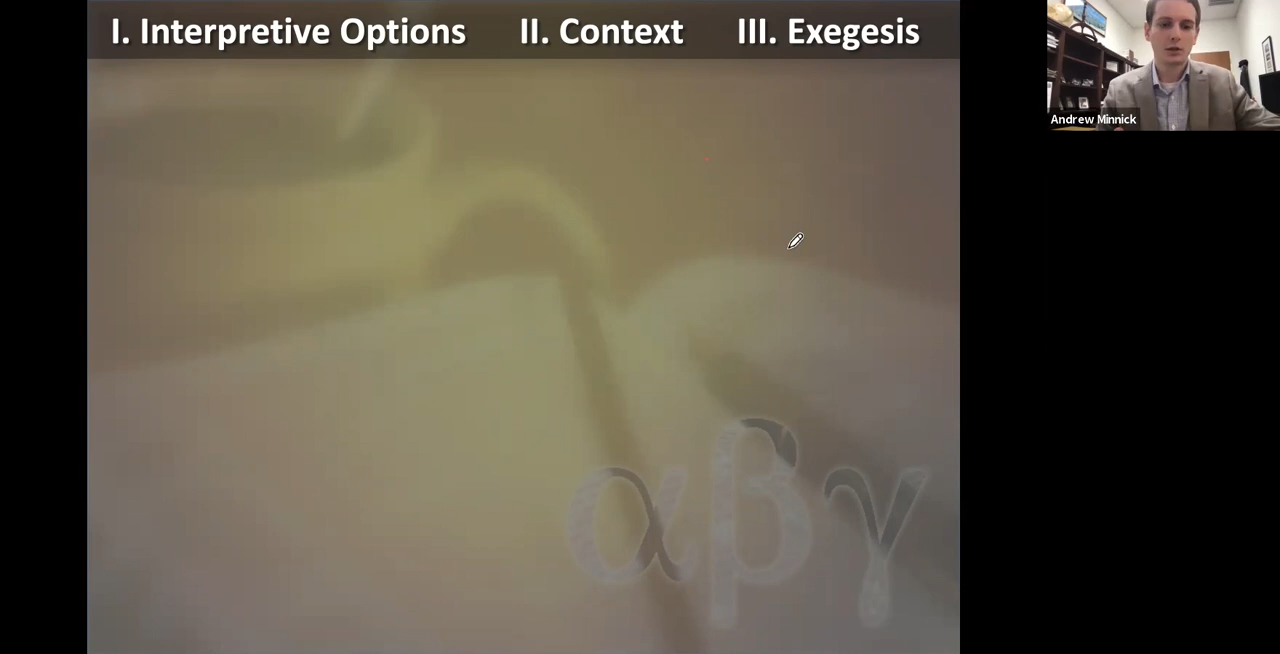 I. Interpretive Options II. Context III. Exegesis
Andrew Minnick
αβγ